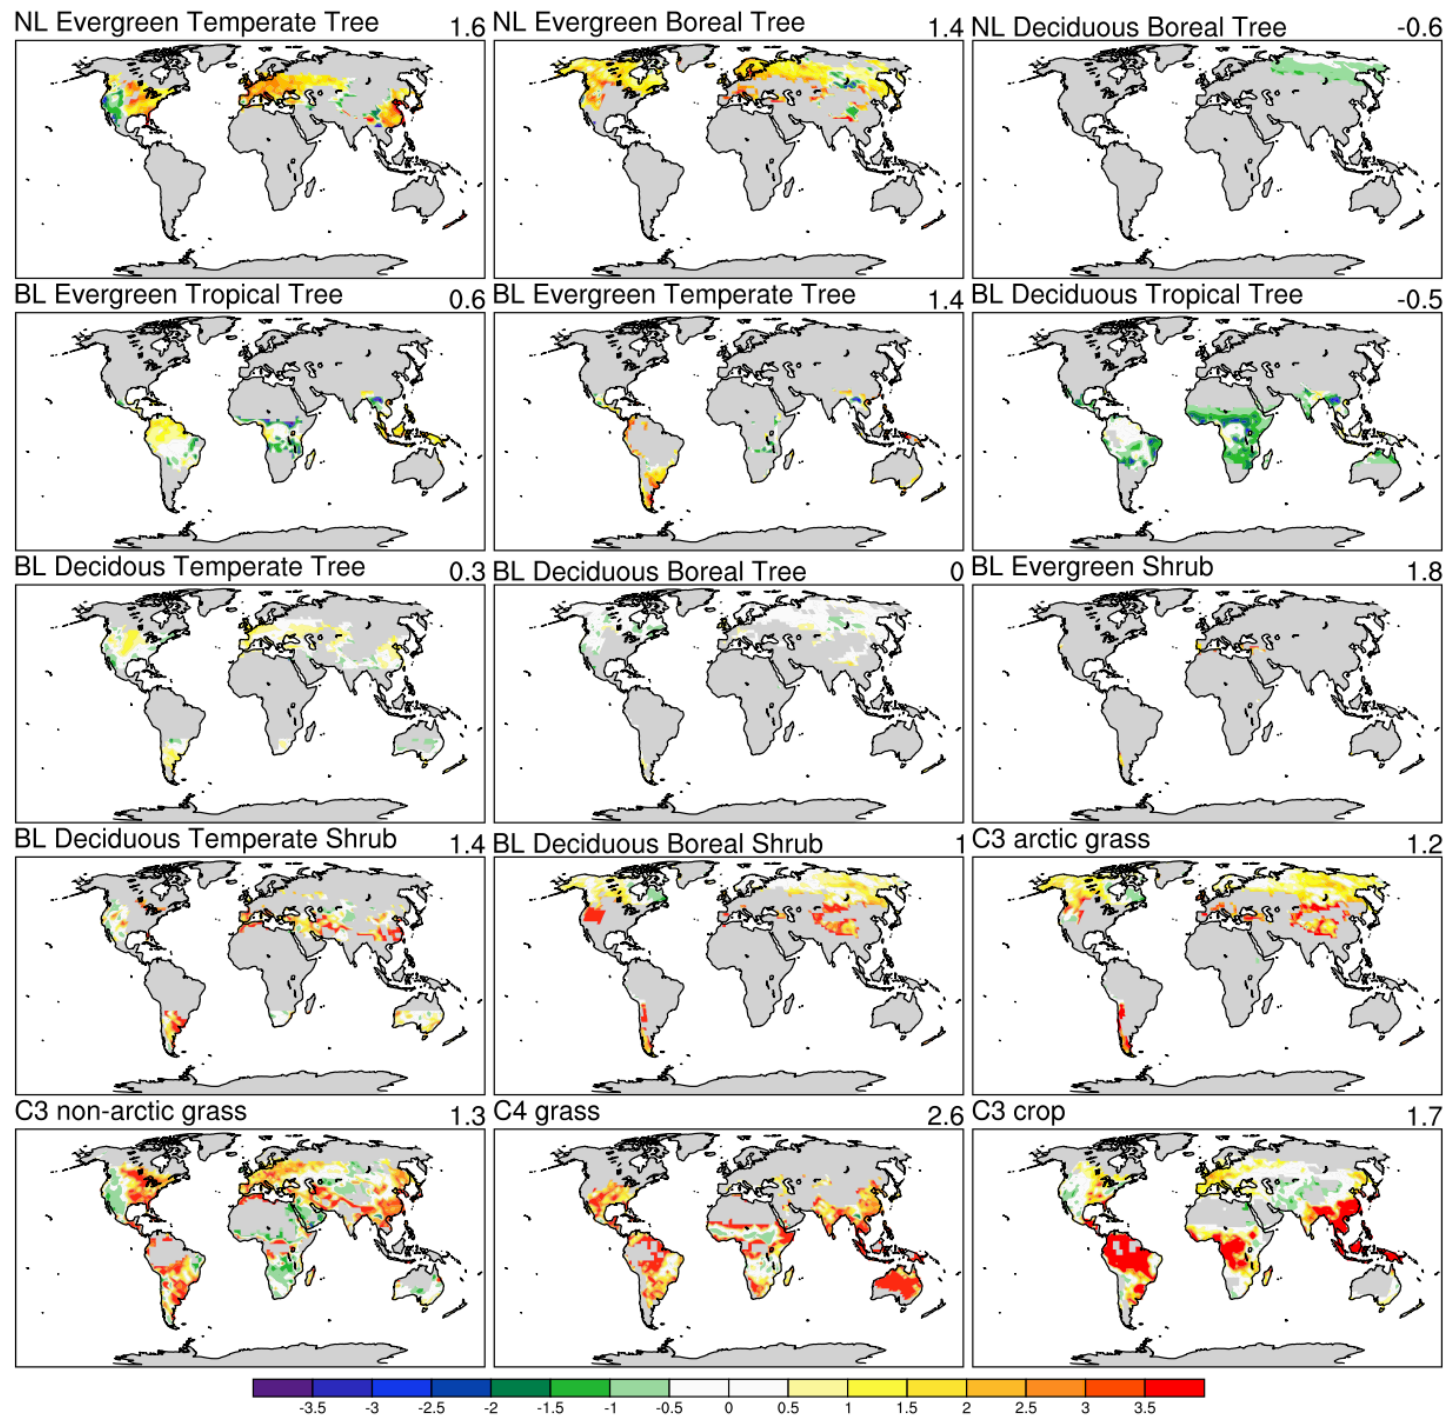 NL Evergreen Temperate Tree 1.6 NL Evergreen Boreal Tree 1.4 NL Deciduous Boreal Tree -0.6
BL Evergreen Tropical Tree 0.6 BL Evergreen Temperate Tree 1.4 BL Deciduous Tropical Tree -0.5
BL Decidous Temperate Tree 0.3 BL Deciduous Boreal Tree 0 BL Evergreen Shrub 1.8
BL Deciduous Temperate Shrub 1.4 BL Deciduous Boreal Shrub 1 C3 arctic grass 1.2
C3 non-arctic grass 1.3 C4 grass 2.6 C3 crop 1.7
-3.5 -3 -2.5 -2 -1.5 -1 -0.5 0 0.5 1 1.5 2 2.5 3 3.5